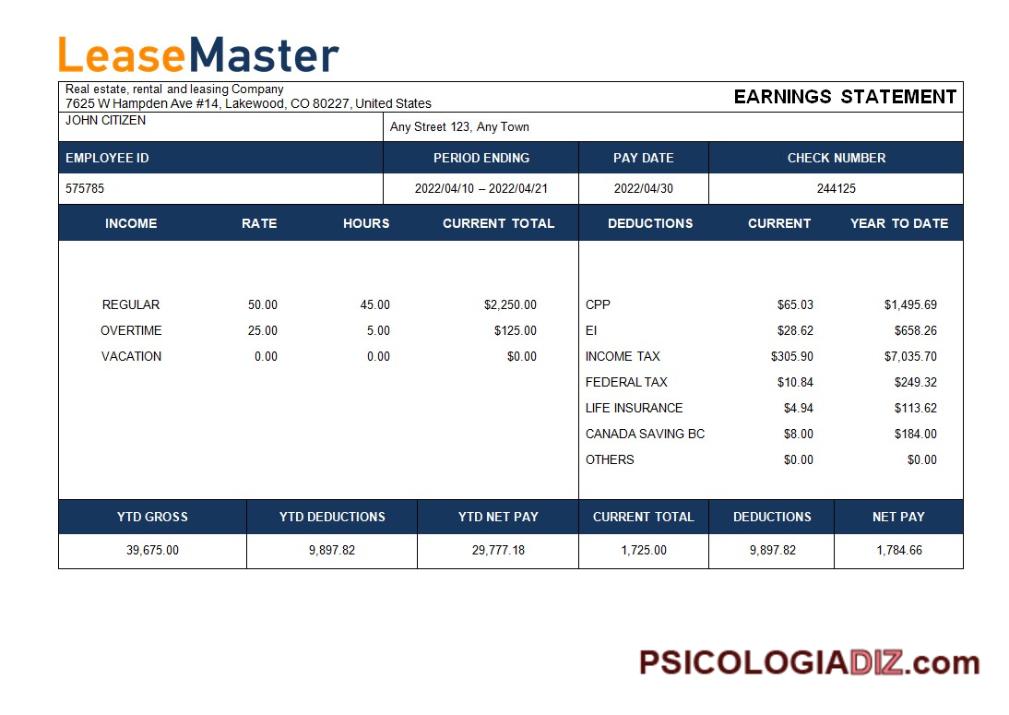 LeaseMaster
Real estate, rental and leasing Company
7625 W Hampden Ave #14, Lakewood, CO 80227, United States
EARNINGS STATEMENT
JOHN CITIZEN
Any Street 123, Any Town
EMPLOYEE ID PERIOD ENDING PAY DATE CHECK NUMBER
575785 2022/04/10 – 2022/04/21 2022/04/30 244125
INCOME RATE HOURS CURRENT TOTAL DEDUCTIONS CURRENT YEAR TO DATE
REGULAR 50.00 45.00 $2,250.00 CPP $65.03 $1,495.69
OVERTIME 25.00 5.00 $125.00 EI $28.62 $658.26
VACATION 0.00 0.00 $0.00 INCOME TAX $305.90 $7,035.70
FEDERAL TAX $10.84 $249.32
LIFE INSURANCE $4.94 $113.62
CANADA SAVING BC $8.00 $184.00
OTHERS $0.00 $0.00
YTD GROSS YTD DEDUCTIONS YTD NET PAY CURRENT TOTAL DEDUCTIONS NET PAY
39,675.00 9,897.82 29,777.18 1,725.00 9,897.82 1,784.66
PSICOLOGIADIZ.com